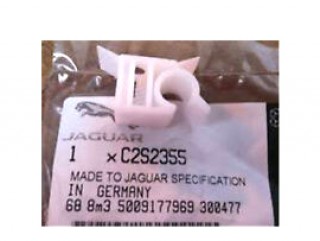 JAGUAR
1 × C2S2355
MADE TO JAGUAR SPECIFICATION
IN GERMANY
68 8m3 5009177969 300477